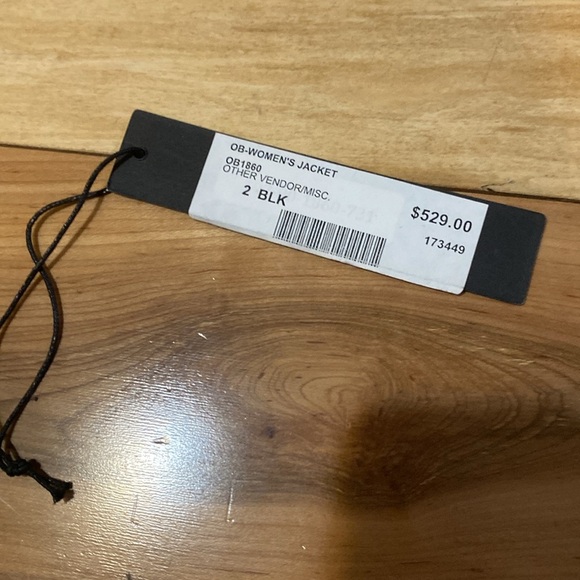 OB-WOMEN'S JACKET
OB1860
OTHER VENDOR/MISC.
2 BLK
$529.00
173449